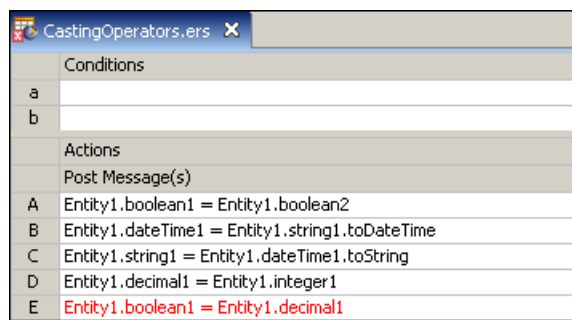 CastingOperators.ers
Conditions
a
b
Actions
Post Message(s)
A Entity1.boolean1 = Entity1.boolean2
B Entity1.dateTime1 = Entity1.string1.toDateTime
C Entity1.string1 = Entity1.dateTime1.toString
D Entity1.decimal1 = Entity1.integer1
E Entity1.boolean1 = Entity1.decimal1